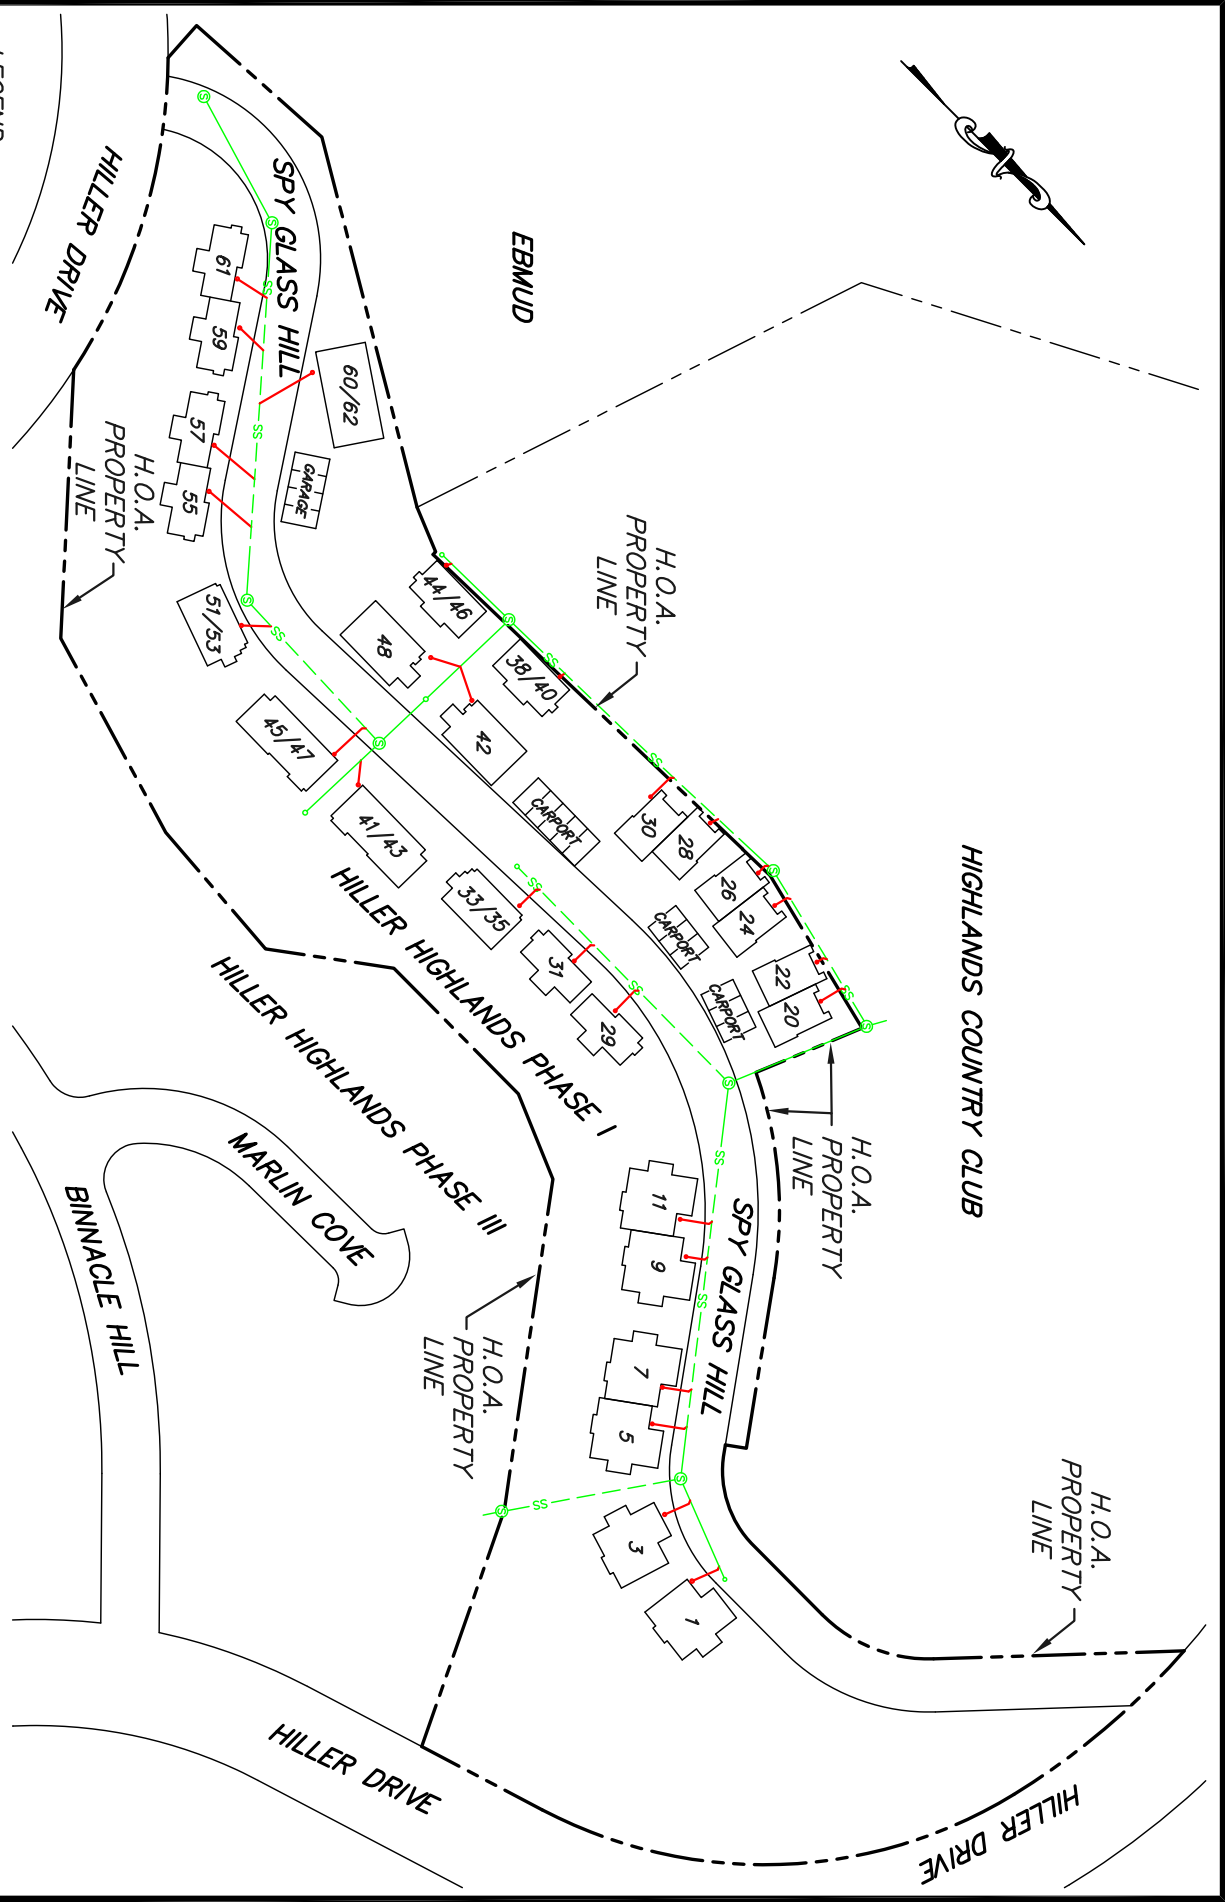 LEGEND
HILLER DRIVE
SPY GLASS HILL
EBMUD
61
59
60/62
57
55
GARAGE
H.O.A.
PROPERTY
LINE
51/53
44/46
48
38/40
42
45/47
41/43
CARPORT
H.O.A.
PROPERTY
LINE
30
28
26
24
22
20
CARPORT
CARPORT
33/35
31
29
HIGHLANDS COUNTRY CLUB
HILLER HIGHLANDS PHASE I
HILLER HIGHLANDS PHASE III
MARLIN COVE
BINNACLE HILL
H.O.A.
PROPERTY
LINE
SPY GLASS HILL
11
9
7
5
3
1
H.O.A.
PROPERTY
LINE
H.O.A.
PROPERTY
LINE
HILLER DRIVE
HILLER DRIVE
SS
SS
SS
SS
SS
SS
SS
SS
SS
SS
SS
S
S
S
S
S
S
S
S
S
S